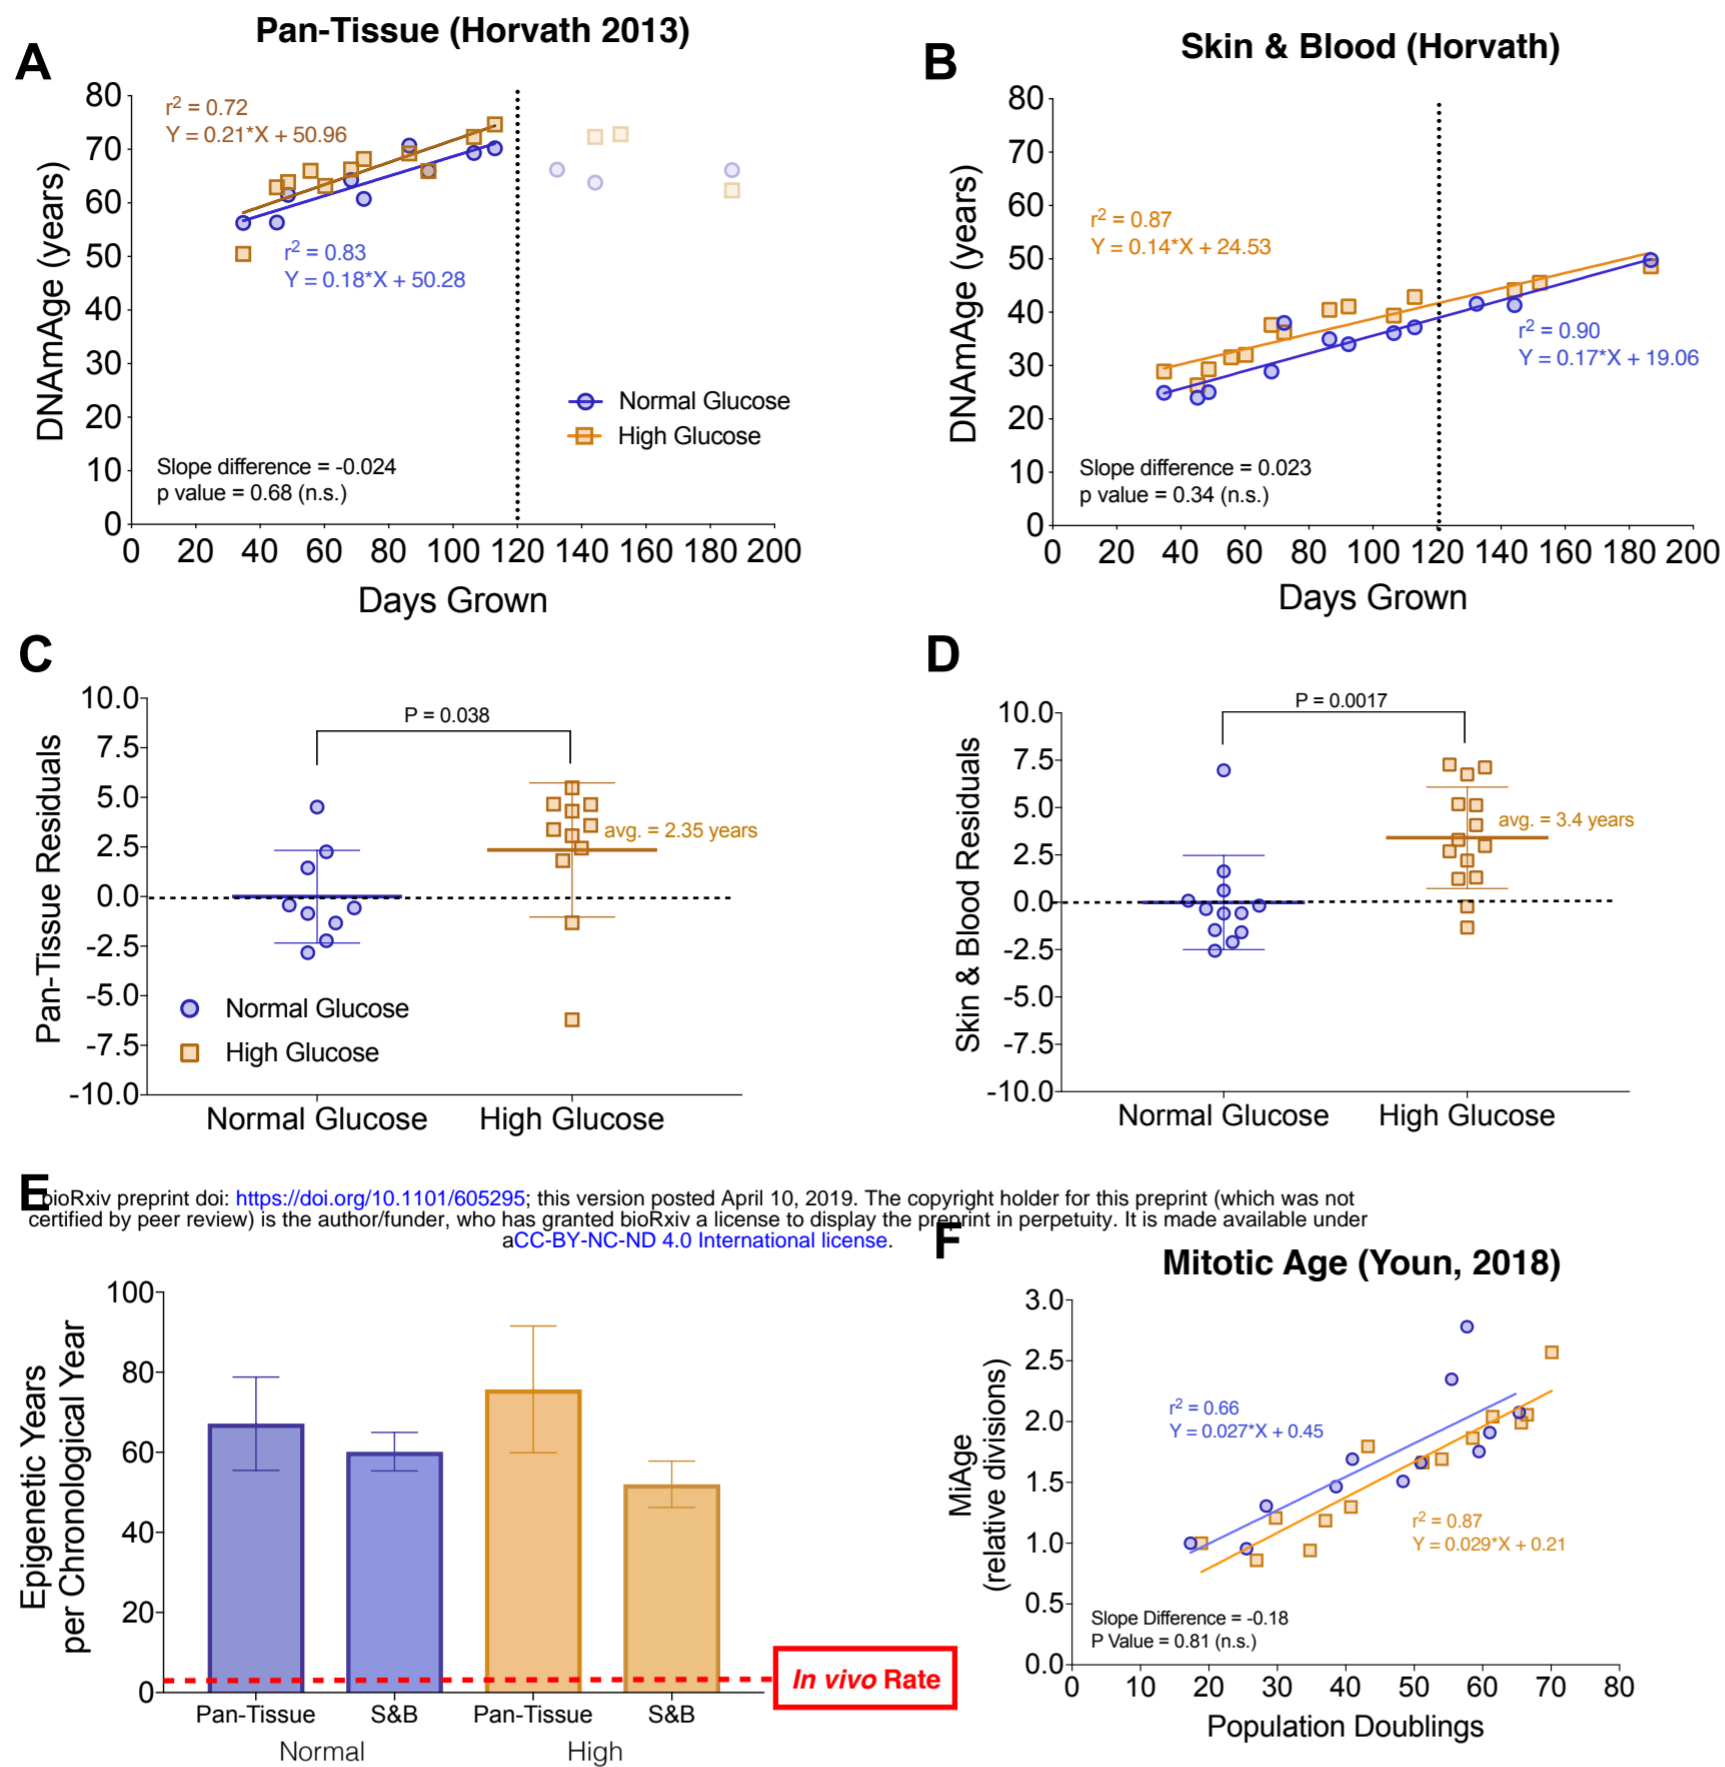 Pan-Tissue (Horvath 2013)
A
80
70
60
50
40
30
20
10
0
DNAmAge (years)
r2 = 0.72
Y = 0.21*X + 50.96
r2 = 0.83
Y = 0.18*X + 50.28
Normal Glucose
High Glucose
Slope difference = -0.024
p value = 0.68 (n.s.)
0 20 40 60 80 100 120 140 160 180 200
Days Grown
Skin & Blood (Horvath)
B
80
70
60
50
40
30
20
10
0
DNAmAge (years)
r2 = 0.87
Y = 0.14*X + 24.53
r2 = 0.90
Y = 0.17*X + 19.06
Slope difference = 0.023
p value = 0.34 (n.s.)
0 20 40 60 80 100 120 140 160 180 200
Days Grown
C
10.0
7.5
5.0
2.5
0.0
-2.5
-5.0
-7.5
-10.0
Pan-Tissue Residuals
P = 0.038
avg. = 2.35 years
Normal Glucose
High Glucose
Normal Glucose High Glucose
D
10.0
7.5
5.0
2.5
0.0
-2.5
-5.0
-7.5
-10.0
Skin & Blood Residuals
P = 0.0017
avg. = 3.4 years
Normal Glucose High Glucose
E
bioRxiv preprint doi: https://doi.org/10.1101/605295; this version posted April 10, 2019. The copyright holder for this preprint (which was not
certified by peer review) is the author/funder, who has granted bioRxiv a license to display the preprint in perpetuity. It is made available under
aCC-BY-NC-ND 4.0 International license.
100
80
60
40
20
0
Epigenetic Years
per Chronological Year
In vivo Rate
Pan-Tissue S&B Pan-Tissue S&B
Normal High
F
Mitotic Age (Youn, 2018)
3.0
2.5
2.0
1.5
1.0
0.5
0.0
MiAge
(relative divisions)
r2 = 0.66
Y = 0.027*X + 0.45
r2 = 0.87
Y = 0.029*X + 0.21
Slope Difference = -0.18
P Value = 0.81 (n.s.)
0 10 20 30 40 50 60 70 80
Population Doublings